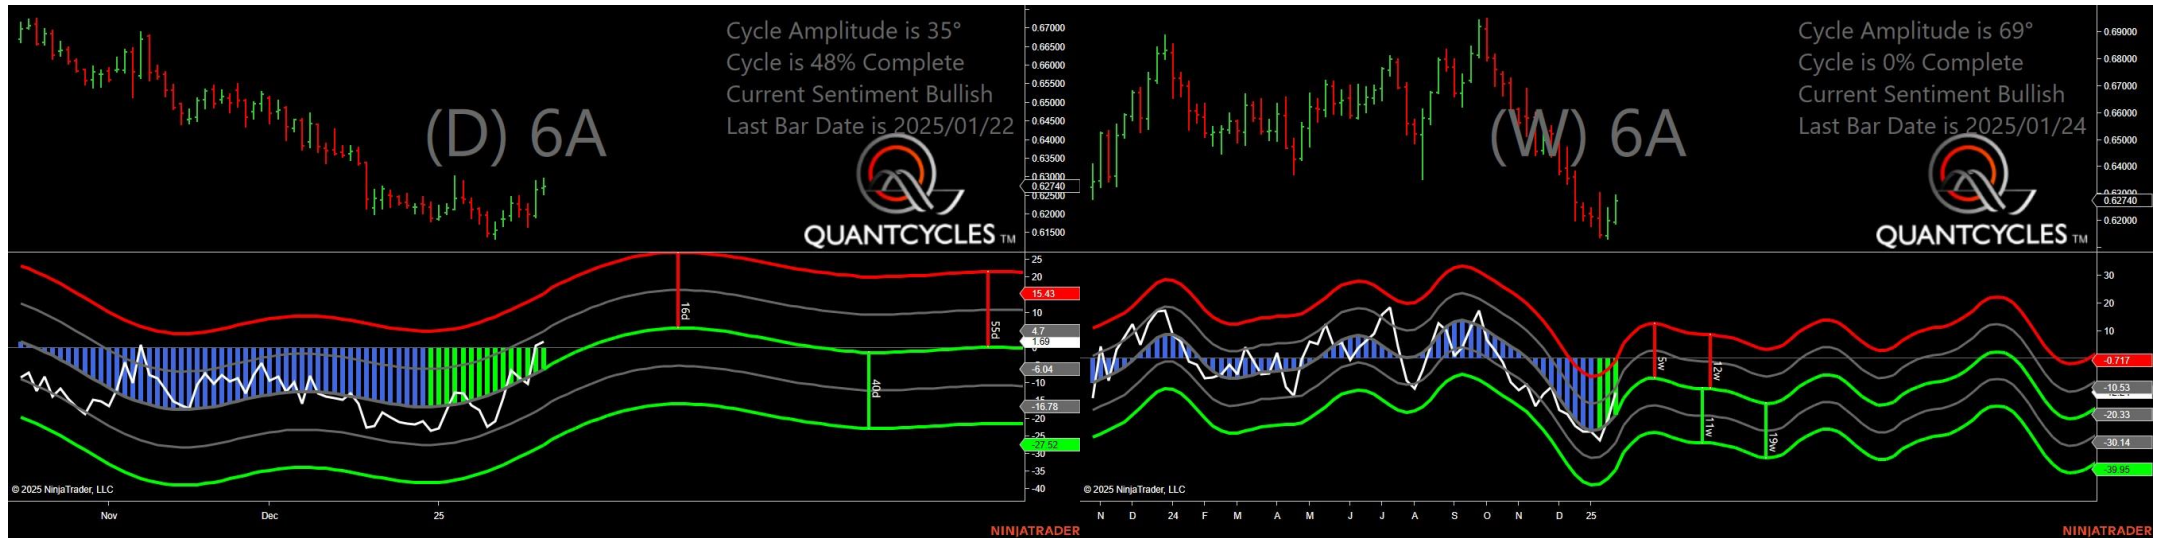 Cycle Amplitude is 35°
Cycle is 48% Complete
Current Sentiment Bullish
Last Bar Date is 2025/01/22
(D) 6A
QUANTCYCLES TM
0.67000
0.66500
0.66000
0.65500
0.65000
0.64500
0.64000
0.63500
0.63000
0.62740
0.62500
0.62000
0.61500
25
20
15.43
10
4.7
1.69
-6.04
-10
-15
-16.78
-20
-25
-27.52
-30
-35
-40
16d
40d
55d
© 2025 NinjaTrader, LLC
Nov
Dec
25
NINJATRADER
Cycle Amplitude is 69°
Cycle is 0% Complete
Current Sentiment Bullish
Last Bar Date is 2025/01/24
(W) 6A
QUANTCYCLES TM
0.69000
0.68000
0.67000
0.66000
0.65000
0.64000
0.63000
0.62740
0.62000
30
20
10
-0.717
-10.53
-20.33
-30.14
-39.95
5w
12w
11w
19w
© 2025 NinjaTrader, LLC
N D 24 F M A M J J A S O N D 25
NINJATRADER